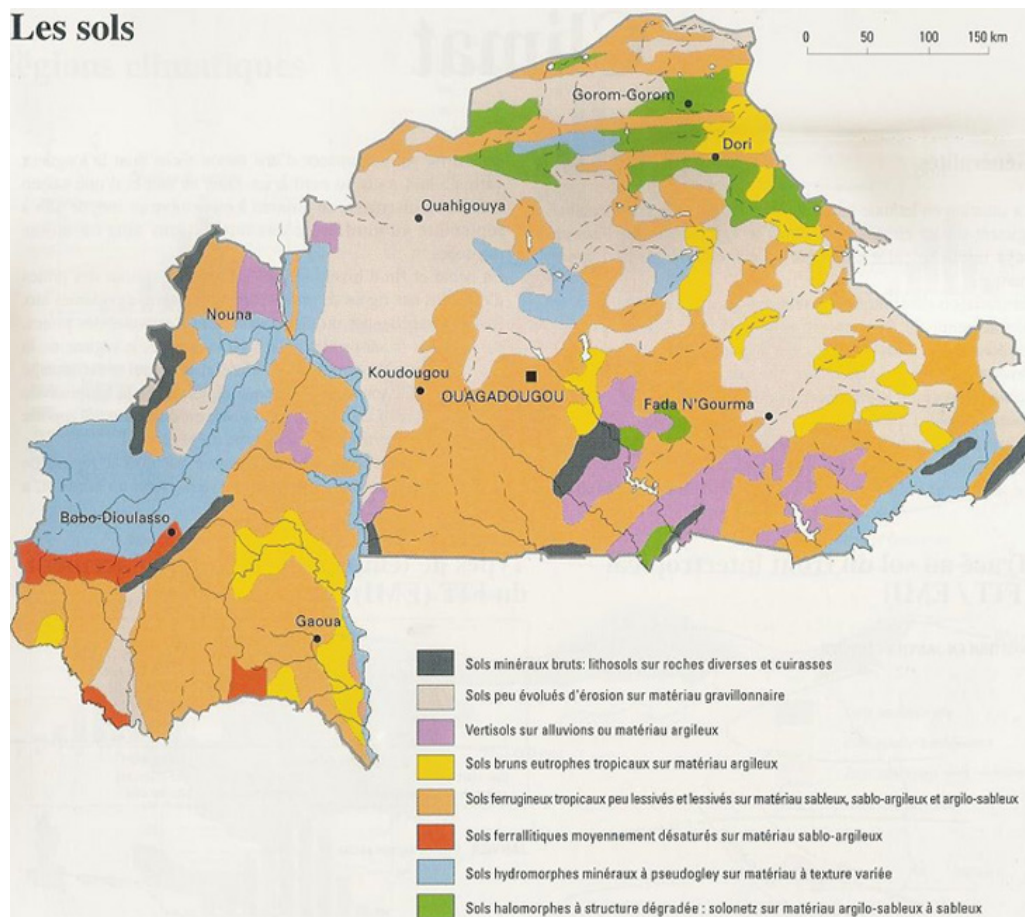 Les sols
0 50 100 150 km
Gorom-Gorom
Dori
Ouahigouya
Nouna
Koudougou
OUAGADOUGOU
Fada N'Gourma
Bobo-Dioulasso
Gaoua
Sols minéraux bruts: lithosols sur roches diverses et cuirasses
Sols peu évolués d'érosion sur matériau gravillonnaire
Vertisols sur alluvions ou matériau argileux
Sols bruns eutrophes tropicaux sur matériau argileux
Sols ferrugineux tropicaux peu lessivés et lessivés sur matériau sableux, sablo-argileux et argilo-sableux
Sols ferrallitiques moyennement désaturés sur matériau sablo-argileux
Sols hydromorphes minéraux à pseudogley sur matériau à texture variée
Sols halomorphes à structure dégradée : solonetz sur matériau argilo-sableux à sableux